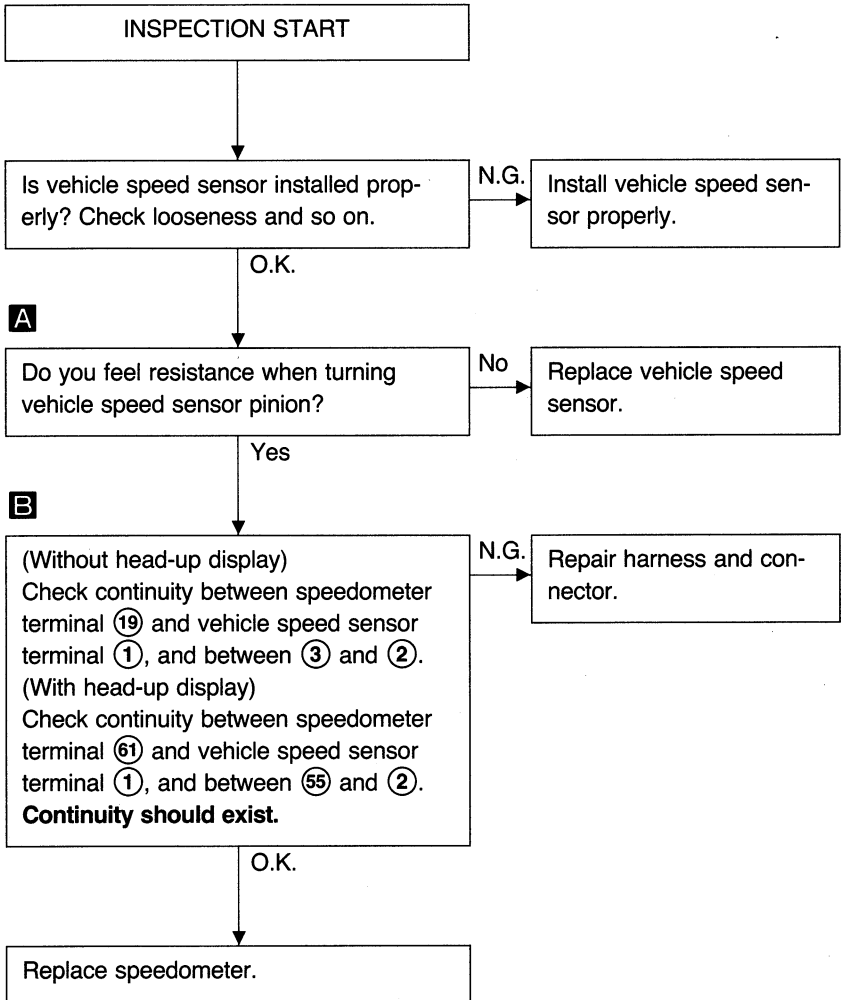 INSPECTION START
Is vehicle speed sensor installed prop-
erly? Check looseness and so on.
N.G.
Install vehicle speed sen-
sor properly.
O.K.
A
Do you feel resistance when turning
vehicle speed sensor pinion?
No
Replace vehicle speed
sensor.
Yes
B
(Without head-up display)
Check continuity between speedometer
terminal ⑲ and vehicle speed sensor
terminal ①, and between ③ and ②.
(With head-up display)
Check continuity between speedometer
terminal (61) and vehicle speed sensor
terminal ①, and between (55) and ②.
Continuity should exist.
N.G.
Repair harness and con-
nector.
O.K.
Replace speedometer.